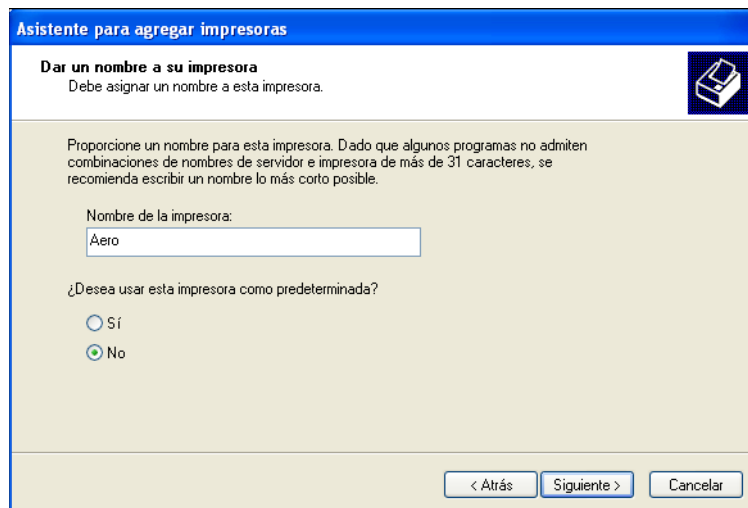 Asistente para agregar impresoras
Dar un nombre a su impresora
Debe asignar un nombre a esta impresora.
Proporcione un nombre para esta impresora. Dado que algunos programas no admiten
combinaciones de nombres de servidor e impresora de más de 31 caracteres, se
recomienda escribir un nombre lo más corto posible.
Nombre de la impresora:
Aero
¿Desea usar esta impresora como predeterminada?
Sí
No
< Atrás Siguiente > Cancelar